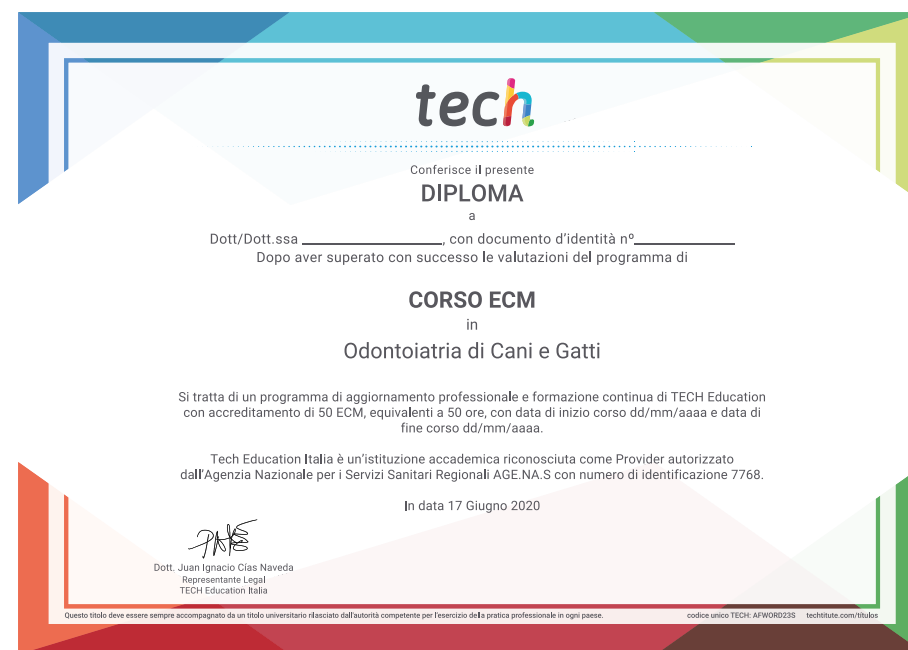 tech
Conferisce il presente
DIPLOMA
a
Dott/Dott.ssa __________________, con documento d'identità nº_____________
Dopo aver superato con successo le valutazioni del programma di
CORSO ECM
in
Odontoiatria di Cani e Gatti
Si tratta di un programma di aggiornamento professionale e formazione continua di TECH Education
con accreditamento di 50 ECM, equivalenti a 50 ore, con data di inizio corso dd/mm/aaaa e data di
fine corso dd/mm/aaaa.
Tech Education Italia è un'istituzione accademica riconosciuta come Provider autorizzato
dall'Agenzia Nazionale per i Servizi Sanitari Regionali AGE.NA.S con numero di identificazione 7768.
In data 17 Giugno 2020
Dott. Juan Ignacio Cías Naveda
Representante Legal
TECH Education Italia
Questo titolo deve essere sempre accompagnato da un titolo universitario rilasciato dall'autorità competente per l'esercizio della pratica professionale in ogni paese. codice unico TECH: AFWORD23S techtitute.com/titulos